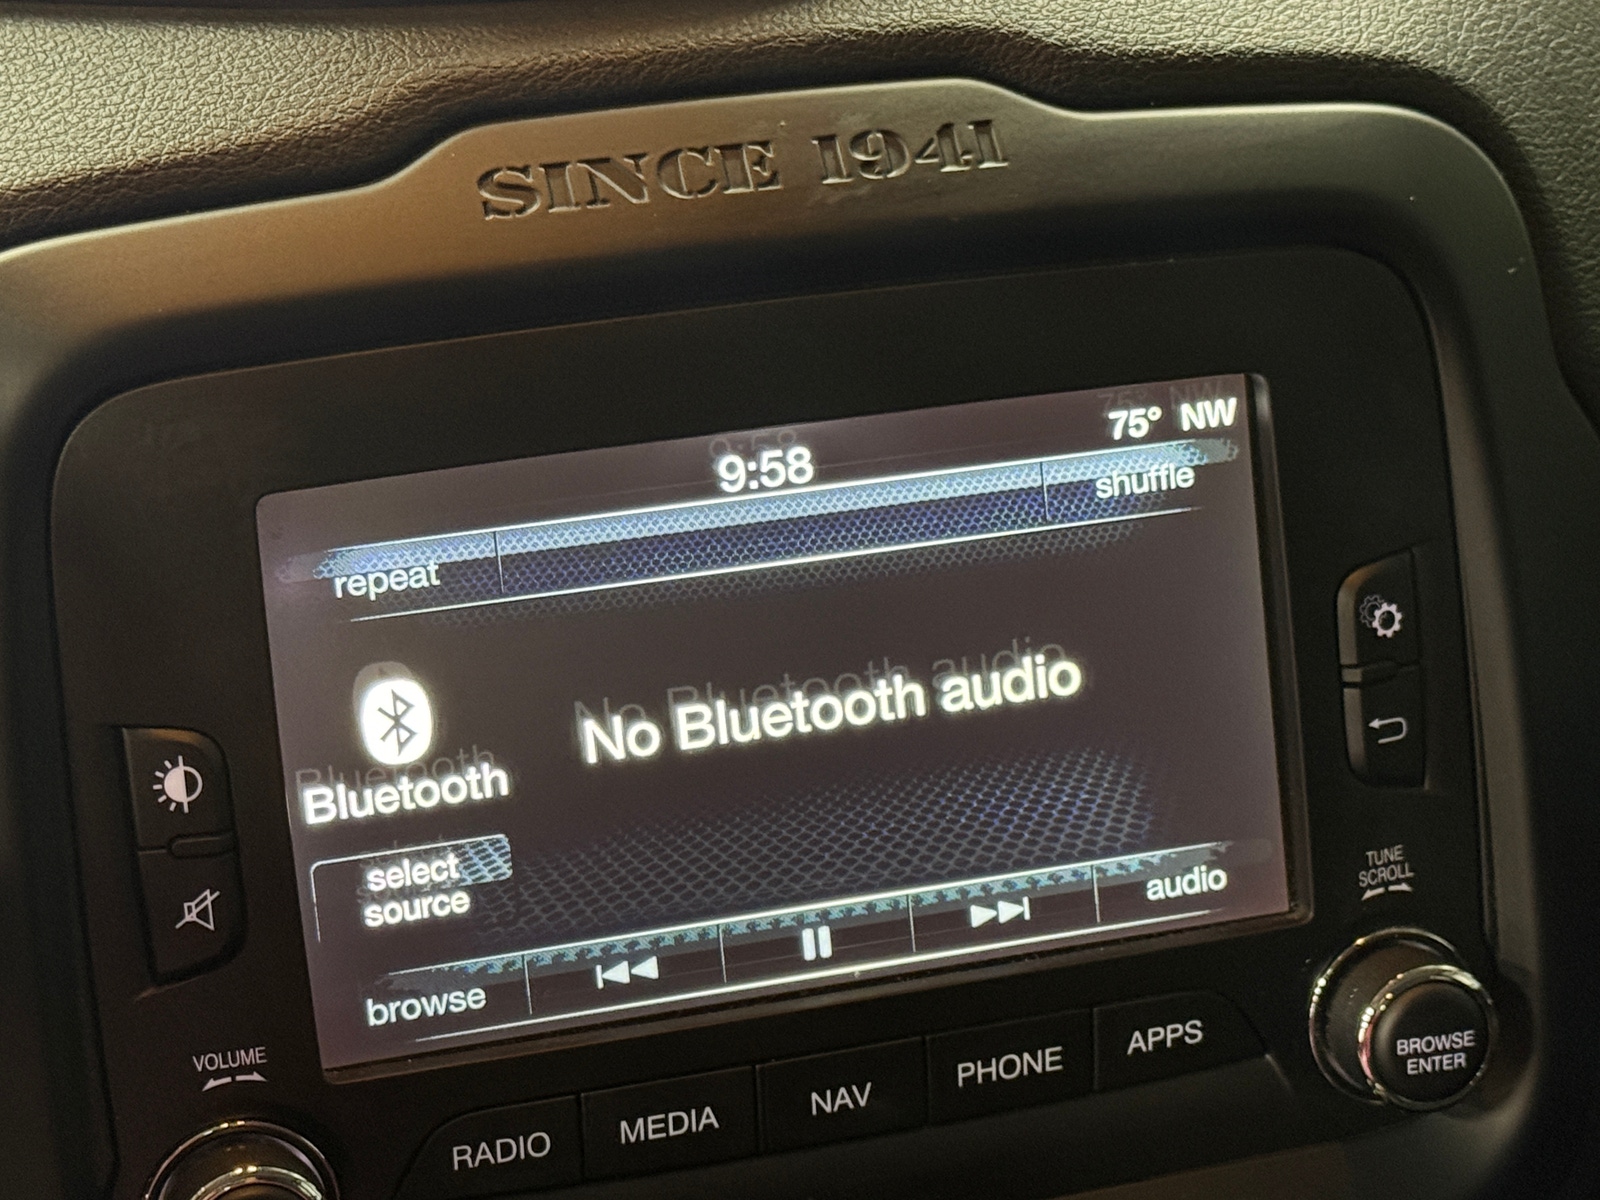 SINCE 1941
75° NW
9:58
shuffle
repeat
No Bluetooth audio
Bluetooth
select
source
audio
browse
TUNE
SCROLL
VOLUME
BROWSE
ENTER
RADIO
MEDIA
NAV
PHONE
APPS